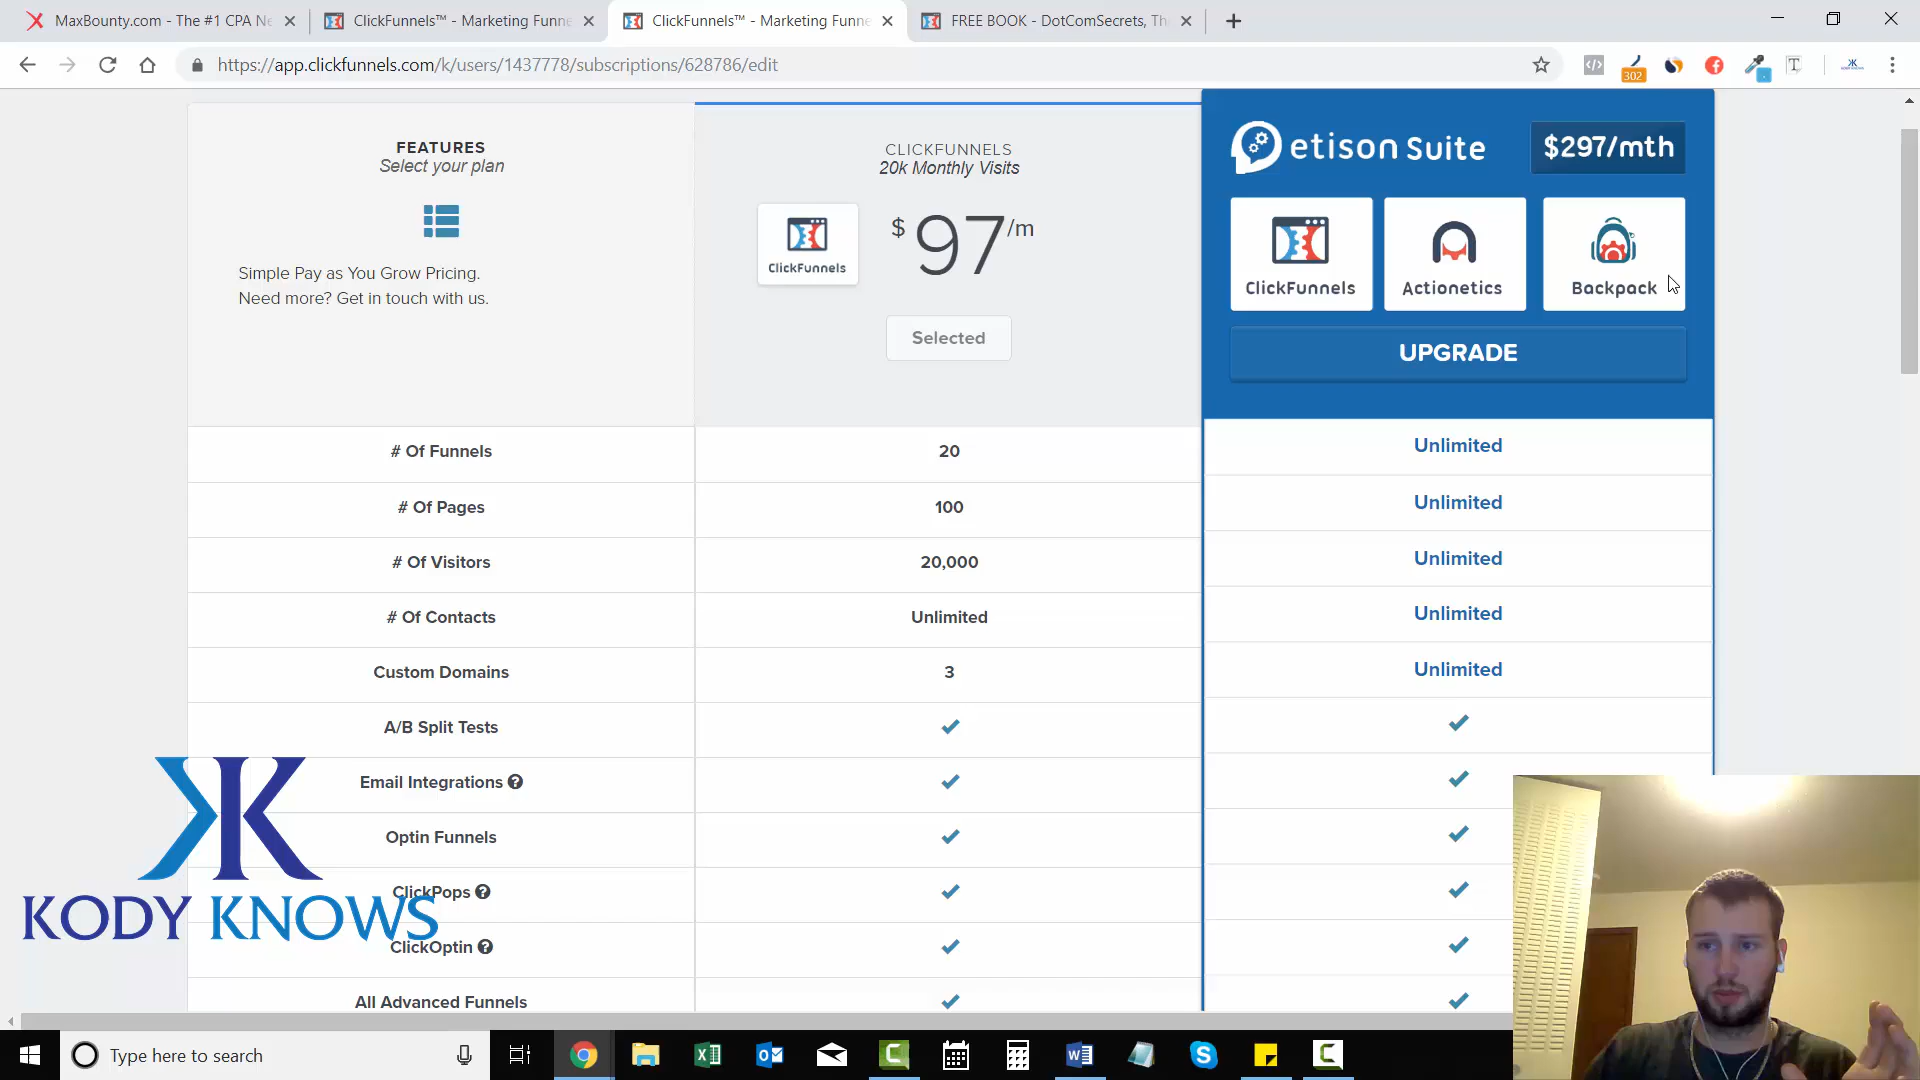 MaxBounty.com - The #1 CPA Ne
ClickFunnels™ - Marketing Funne
ClickFunnels™ - Marketing Funne
FREE BOOK - DotComSecrets, Th
https://app.clickfunnels.com/k/users/1437778/subscriptions/628786/edit
302
FEATURES
Select your plan
Simple Pay as You Grow Pricing.
Need more? Get in touch with us.
CLICKFUNNELS
20k Monthly Visits
ClickFunnels
$ 97/m
Selected
etison Suite
$297/mth
ClickFunnels
Actionetics
Backpack
UPGRADE
# Of Funnels 20 Unlimited
# Of Pages 100 Unlimited
# Of Visitors 20,000 Unlimited
# Of Contacts Unlimited Unlimited
Custom Domains 3 Unlimited
A/B Split Tests
Email Integrations ?
Optin Funnels
ClickPops ?
ClickOptin ?
All Advanced Funnels
KK
KODY KNOWS
Type here to search